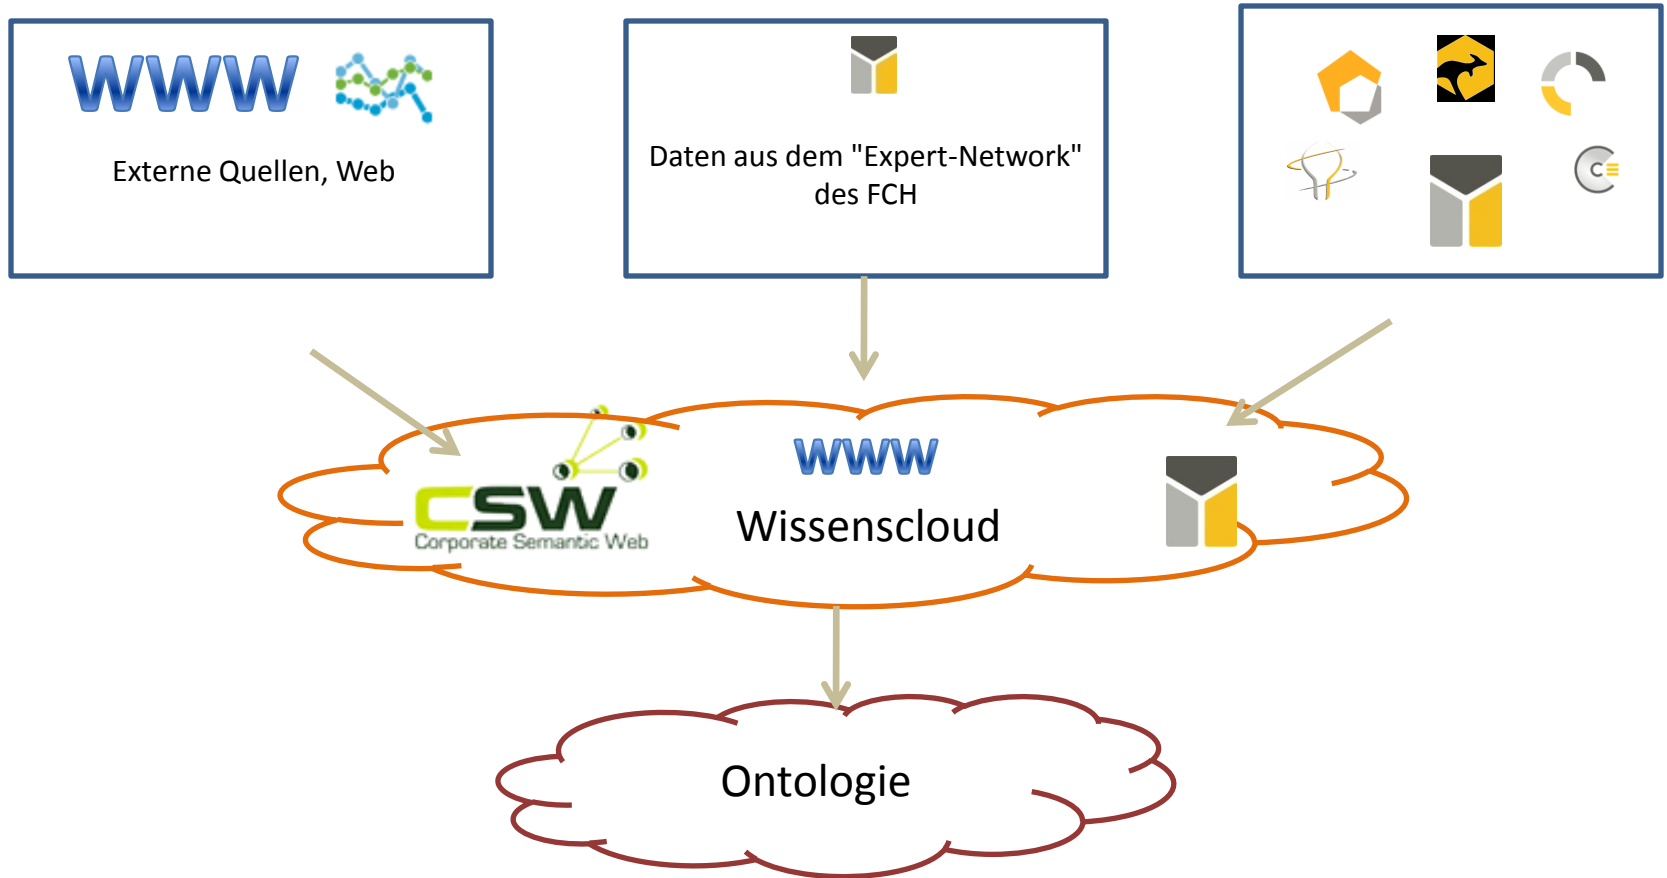 WWW
Externe Quellen, Web
Daten aus dem "Expert-Network"
des FCH
C
WWW
CSW
Corporate Semantic Web
Wissenscloud
Ontologie